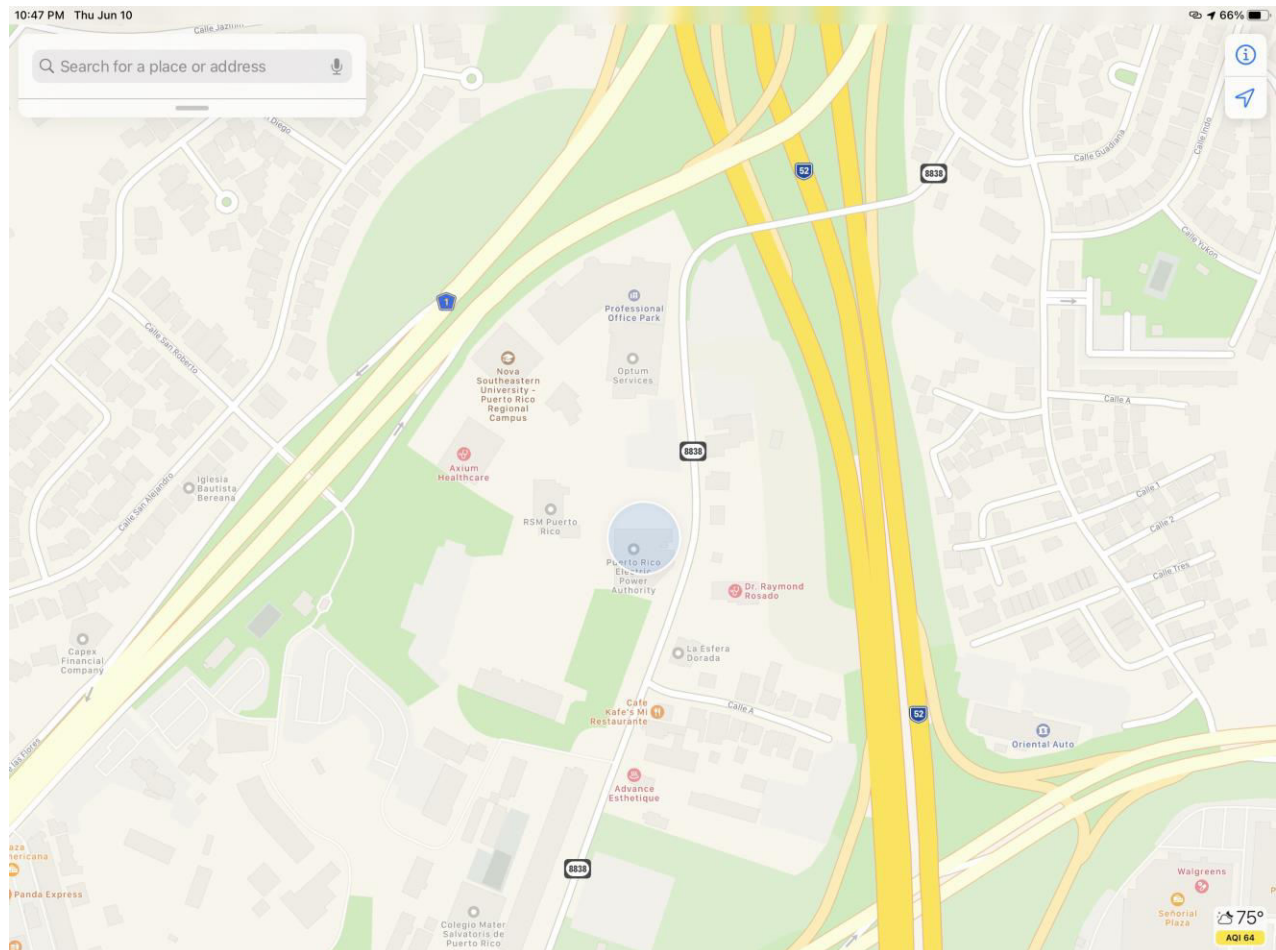 10:47 PM Thu Jun 10
66%
Search for a place or address
52
8838
Calle Guadiana
Calle Indo
Calle Yukon
Diego
1
Professional
Office Park
Calle San Roberto
Nova
Southeastern
University -
Puerto Rico
Regional
Campus
Optum
Services
Calle A
8838
Axium
Healthcare
Iglesia
Bautista
Bereana
Calle San Alejandro
Calle 1
RSM Puerto
Rico
Calle 2
Puerto Rico
Electric
Power
Authority
Calle Tres
Dr. Raymond
Rosado
Capex
Financial
Company
La Esfera
Dorada
Cafe
Kafe's Mi
Restaurante
Calle A
52
Oriental Auto
las Flores
Advance
Esthetique
8838
Walgreens
Panda Express
Señorial
Plaza
Colegio Mater
Salvatoris de
Puerto Rico
75°
AQI 64